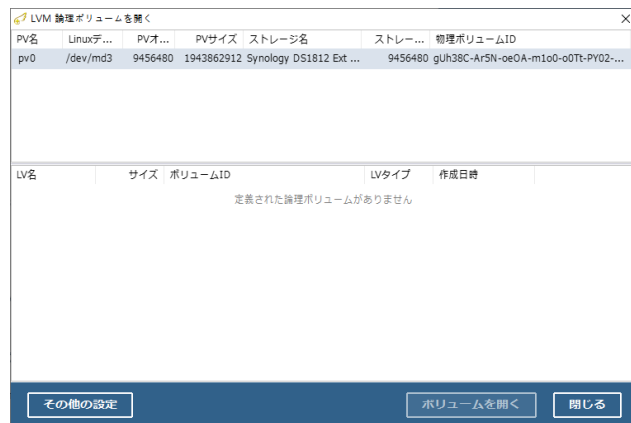 LVM 論理ボリュームを開く
PV名 Linuxデ... PVオ... PVサイズ ストレージ名 ストレー... 物理ボリュームID
pv0 /dev/md3 9456480 1943862912 Synology DS1812 Ext ... 9456480 gUh38C-Ar5N-oeOA-m1o0-o0Tt-PY02-...
LV名 サイズ ボリュームID LVタイプ 作成日時
定義された論理ボリュームがありません
その他の設定 ボリュームを開く 閉じる